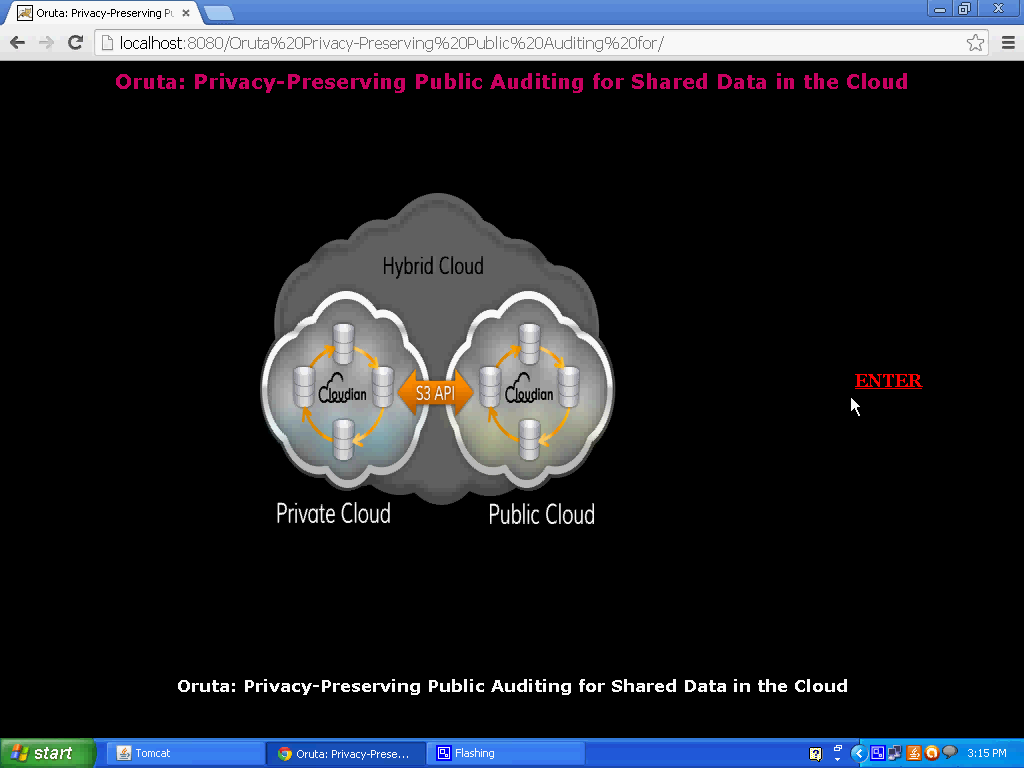 Oruta: Privacy-Preserving Pu
localhost:8080/Oruta%20Privacy-Preserving%20Public%20Auditing%20for/
Oruta: Privacy-Preserving Public Auditing for Shared Data in the Cloud
Hybrid Cloud
Cloudian
S3 API
Cloudian
ENTER
Private Cloud
Public Cloud
Oruta: Privacy-Preserving Public Auditing for Shared Data in the Cloud
start
Tomcat
Oruta: Privacy-Prese...
Flashing
3:15 PM